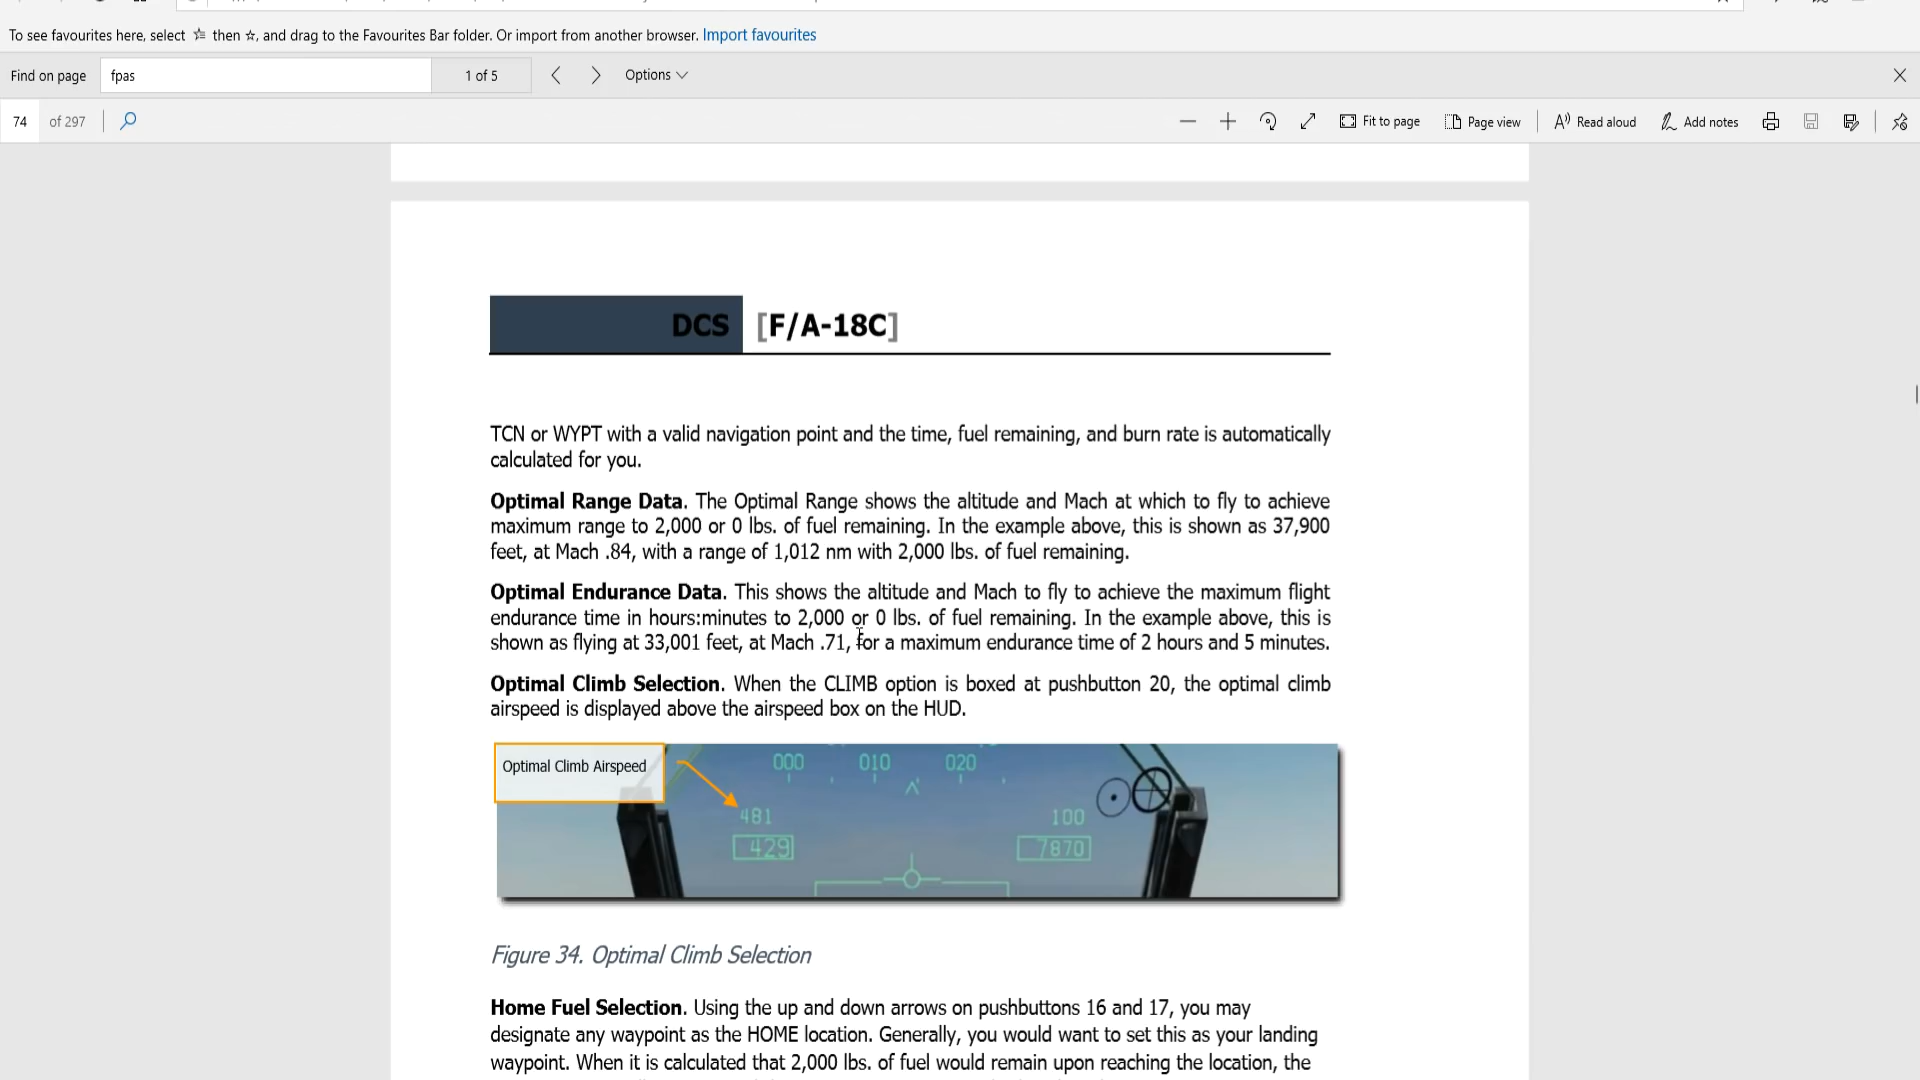 To see favourites here, select ☆ then ☆, and drag to the Favourites Bar folder. Or import from another browser. Import favourites
Find on page fpas 1 of 5 Options
74 of 297 Fit to page Page view Read aloud Add notes
DCS [F/A-18C]
TCN or WYPT with a valid navigation point and the time, fuel remaining, and burn rate is automatically
calculated for you.
Optimal Range Data. The Optimal Range shows the altitude and Mach at which to fly to achieve
maximum range to 2,000 or 0 lbs. of fuel remaining. In the example above, this is shown as 37,900
feet, at Mach .84, with a range of 1,012 nm with 2,000 lbs. of fuel remaining.
Optimal Endurance Data. This shows the altitude and Mach to fly to achieve the maximum flight
endurance time in hours:minutes to 2,000 or 0 lbs. of fuel remaining. In the example above, this is
shown as flying at 33,001 feet, at Mach .71, for a maximum endurance time of 2 hours and 5 minutes.
Optimal Climb Selection. When the CLIMB option is boxed at pushbutton 20, the optimal climb
airspeed is displayed above the airspeed box on the HUD.
Optimal Climb Airspeed
000 010 020
481 100
429 7870
Figure 34. Optimal Climb Selection
Home Fuel Selection. Using the up and down arrows on pushbuttons 16 and 17, you may
designate any waypoint as the HOME location. Generally, you would want to set this as your landing
waypoint. When it is calculated that 2,000 lbs. of fuel would remain upon reaching the location, the